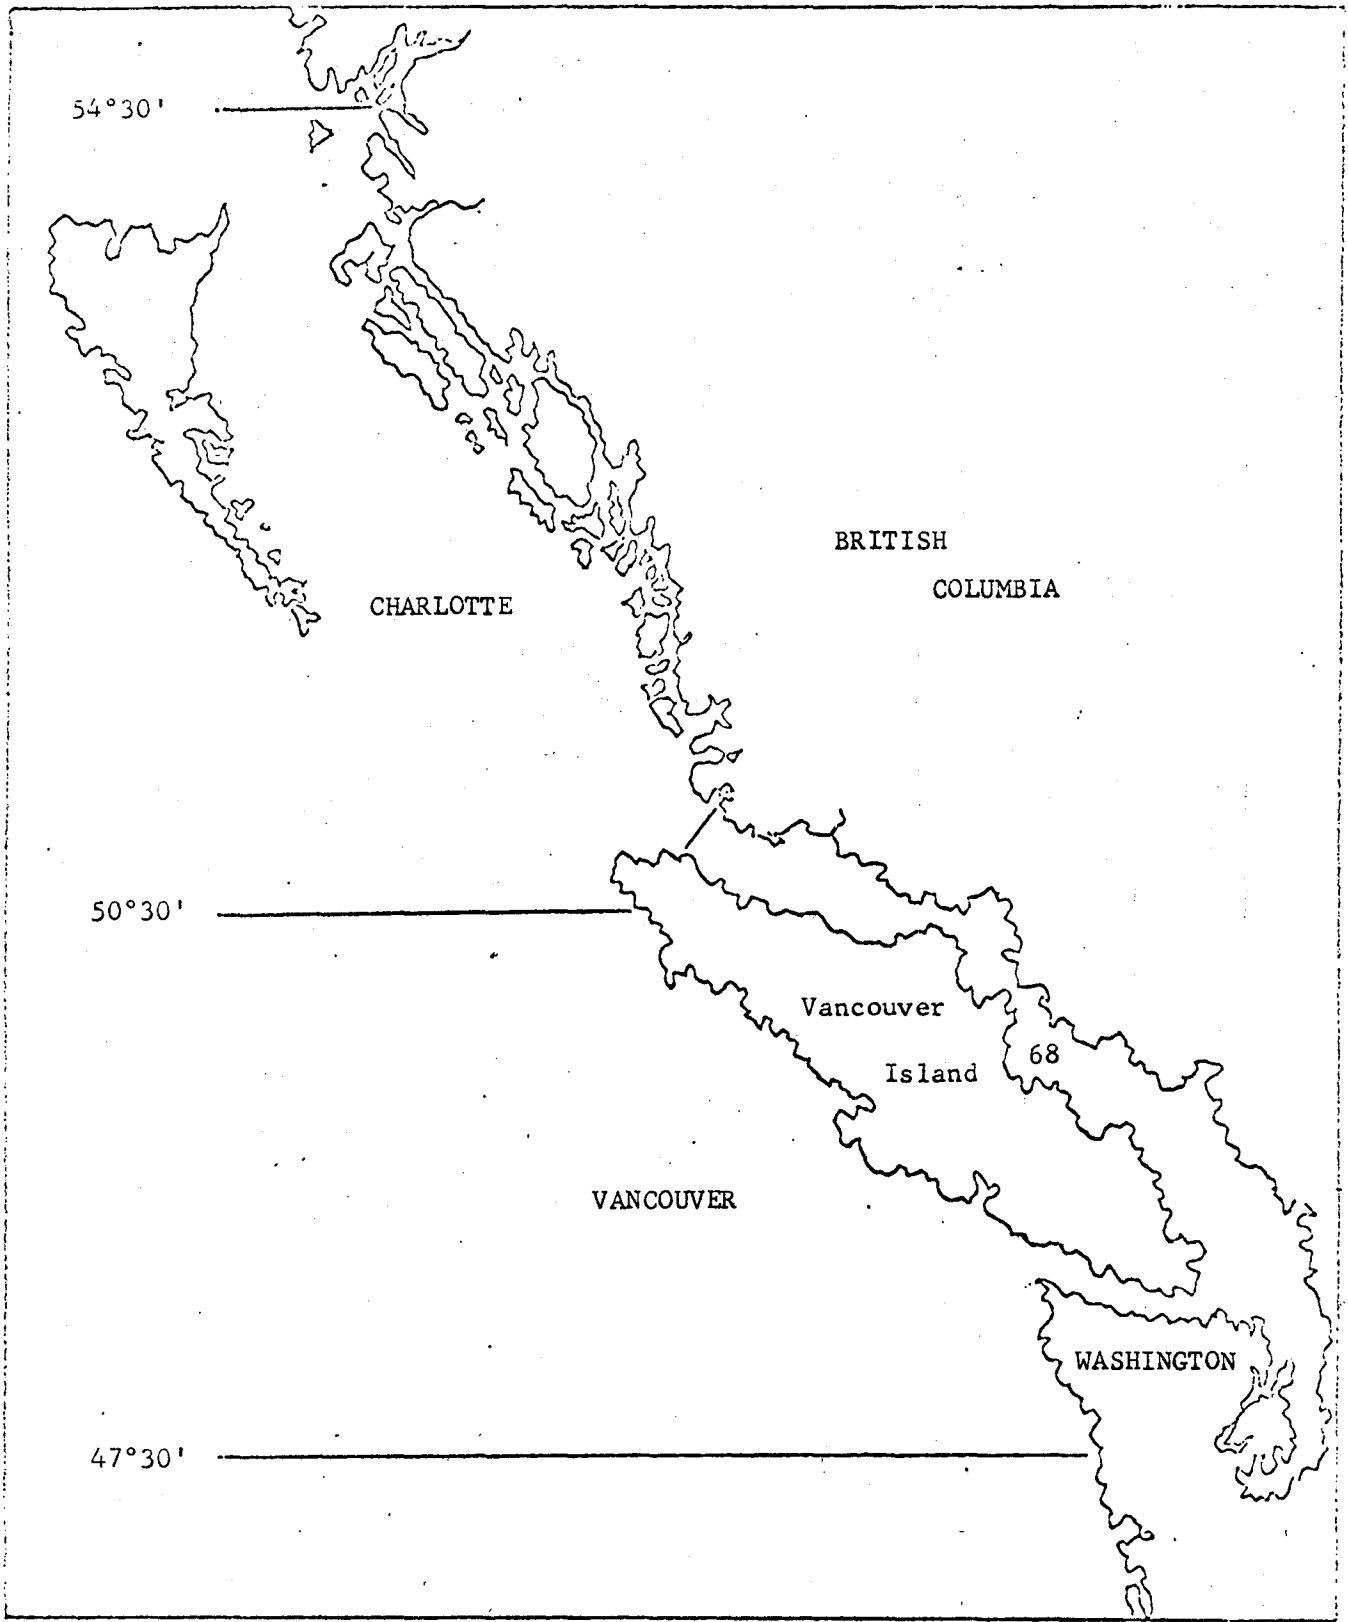 54°30'
BRITISH
COLUMBIA
CHARLOTTE
50°30'
Vancouver
68
Island
VANCOUVER
WASHINGTON
47°30'